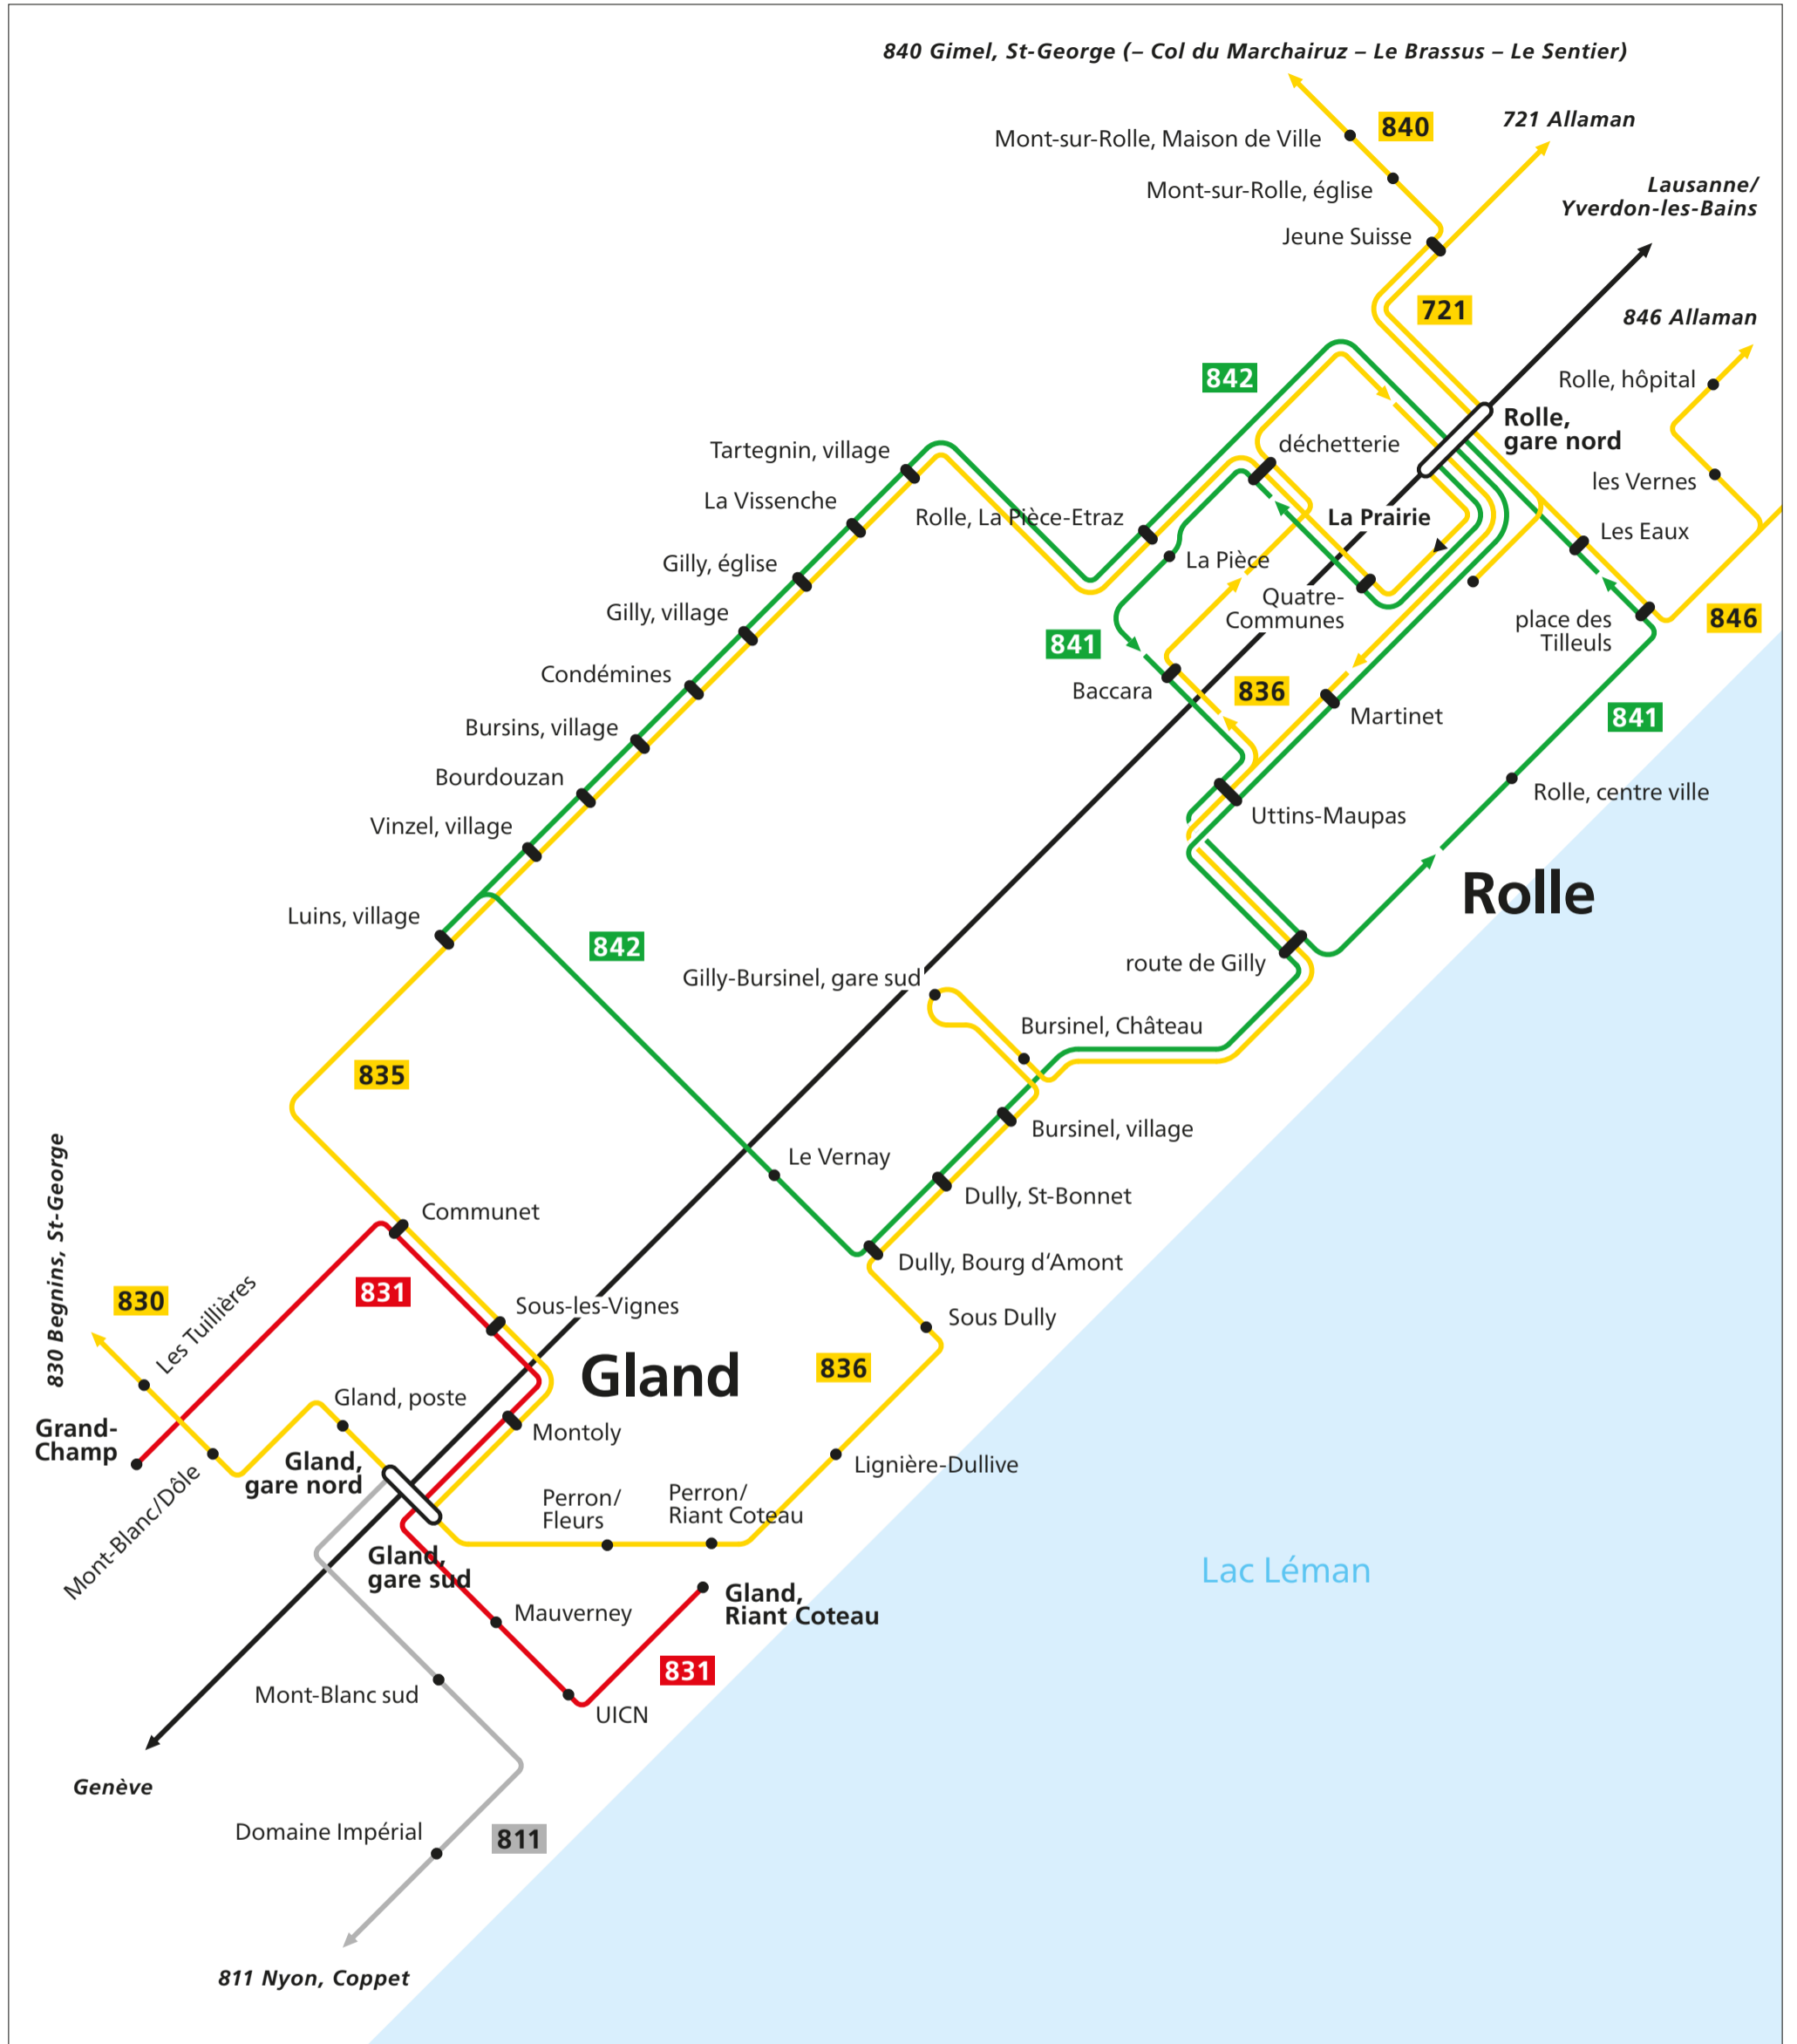 840 Gimel, St-George (– Col du Marchairuz – Le Brassus – Le Sentier)
721 Allaman
840
Mont-sur-Rolle, Maison de Ville
Mont-sur-Rolle, église
Lausanne/
Yverdon-les-Bains
Jeune Suisse
721
846 Allaman
842
Rolle, hôpital
Rolle,
gare nord
déchetterie
Tartegnin, village
les Vernes
La Vissenche
Rolle, La Pièce-Etraz
La Prairie
Les Eaux
Gilly, église
La Pièce
Quatre-
Communes
Gilly, village
place des
Tilleuls
846
841
Condémines
Baccara
836
Martinet
841
Bursins, village
Bourdouzan
Rolle, centre ville
Vinzel, village
Uttins-Maupas
Rolle
Luins, village
842
route de Gilly
Gilly-Bursinel, gare sud
Bursinel, Château
835
Bursinel, village
Le Vernay
Dully, St-Bonnet
Communet
Dully, Bourg d‘Amont
830 Begnins, St-George
830
Les Tuillières
831
Sous-les-Vignes
Sous Dully
Gland
836
Gland, poste
Grand-
Champ
Montoly
Gland,
gare nord
Lignière-Dullive
Mont-Blanc/Dôle
Perron/
Fleurs
Perron/
Riant Coteau
Gland,
gare sud
Lac Léman
Gland,
Riant Coteau
Mauverney
831
Mont-Blanc sud
UICN
Genève
Domaine Impérial
811
811 Nyon, Coppet